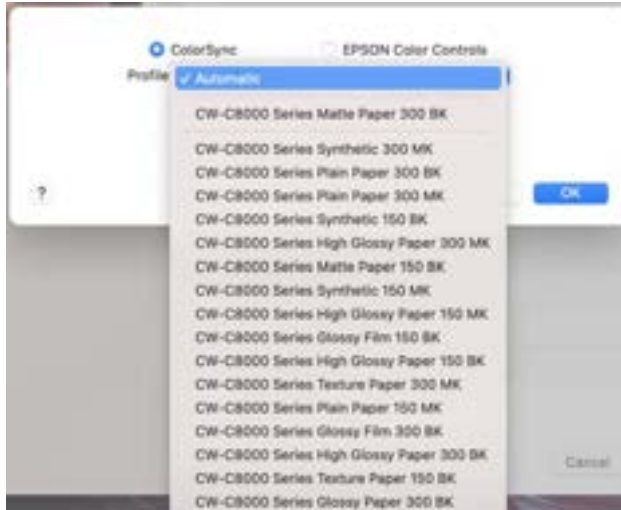 ColorSync EPSON Color Controls
Profile ✓ Automatic
CW-C8000 Series Matte Paper 300 BK
CW-C8000 Series Synthetic 300 MK
CW-C8000 Series Plain Paper 300 BK
CW-C8000 Series Plain Paper 300 MK
CW-C8000 Series Synthetic 150 BK
CW-C8000 Series High Glossy Paper 300 MK
CW-C8000 Series Matte Paper 150 BK
CW-C8000 Series Synthetic 150 MK
CW-C8000 Series High Glossy Paper 150 MK
CW-C8000 Series Glossy Film 150 BK
CW-C8000 Series High Glossy Paper 150 BK
CW-C8000 Series Texture Paper 300 MK
CW-C8000 Series Plain Paper 150 MK
CW-C8000 Series Glossy Film 300 BK
CW-C8000 Series High Glossy Paper 300 BK
CW-C8000 Series Texture Paper 150 BK
CW-C8000 Series Glossy Paper 300 BK
?
OK
Cancel